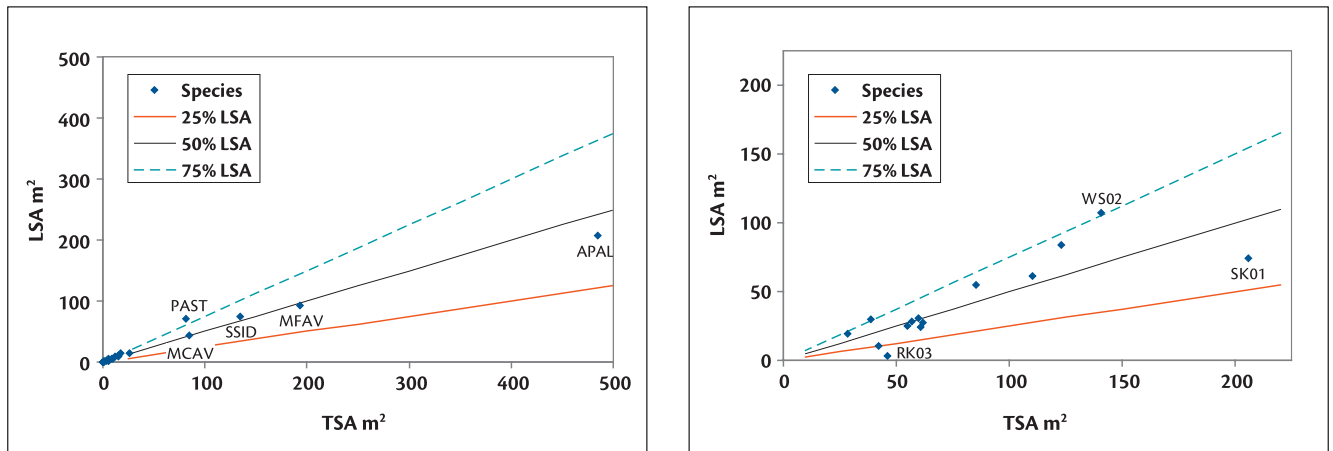 500
400
300
200
100
0
LSA m²
Species
25% LSA
50% LSA
75% LSA
PAST
MCAV
SSID
MFAV
APAL
0 100 200 300 400 500
TSA m²
200
150
100
50
0
LSA m²
Species
25% LSA
50% LSA
75% LSA
WS02
SK01
RK03
0 50 100 150 200
TSA m²